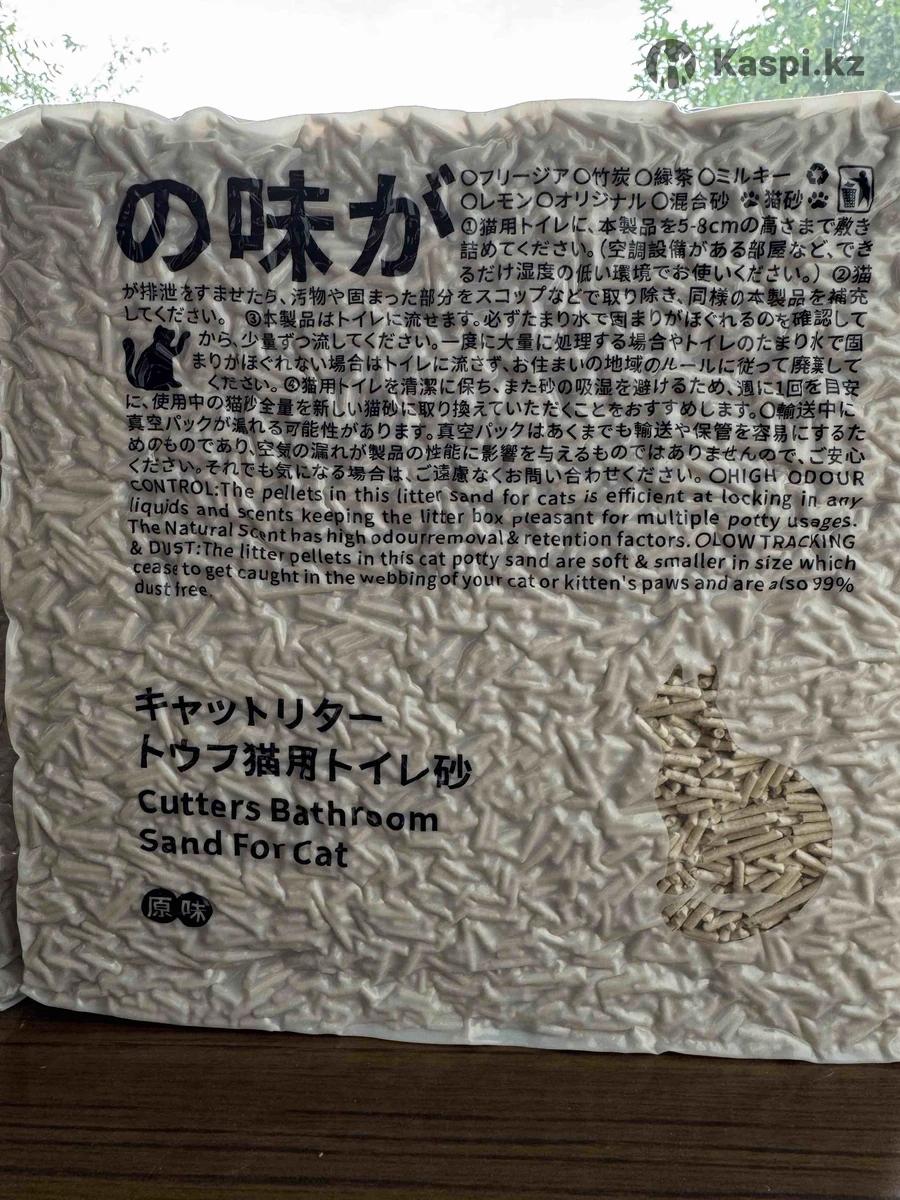 Kaspi.kz
の味が
〇フリージア〇竹炭〇緑茶〇ミルキー
〇レモン〇オリジナル〇混合砂 猫砂
①猫用トイレに、本製品を5-8cmの高さまで敷き
詰めてください。（空調設備がある部屋など、でき
るだけ湿度の低い環境でお使いください。）②猫
が排泄をすませたら、汚物や固まった部分をスコップなどで取り除き、同様の本製品を補充
してください。 ③本製品はトイレに流せます。必ずたまり水で固まりがほぐれるのを確認して
から、少量ずつ流してください。一度に大量に処理する場合やトイレのたまり水で固
まりがほぐれない場合はトイレに流さず、お住まいの地域のルールに従って廃棄して
ください。④猫用トイレを清潔に保ち、また砂の吸湿を避けるため、週に1回を目安
に、使用中の猫砂全量を新しい猫砂に取り換えていただくことをおすすめします。〇輸送中に
真空パックが漏れる可能性があります。真空パックはあくまでも輸送や保管を容易にするた
めのものであり、空気の漏れが製品の性能に影響を与えるものではありませんので、ご安心
ください。それでも気になる場合は、ご遠慮なくお問い合わせください。〇HIGH ODOUR
CONTROL:The pellets in this litter sand for cats is efficient at locking in any
liquids and scents keeping the litter box pleasant for multiple potty usages.
The Natural Scent has high odourremoval & retention factors. OLOW TRACKING
& DUST:The litter pellets in this cat potty sand are soft & smaller in size which
cease to get caught in the webbing of your cat or kitten's paws and are also 99%
dust free.
キャットリター
トウフ猫用トイレ砂
Cutters Bathroom
Sand For Cat
原味